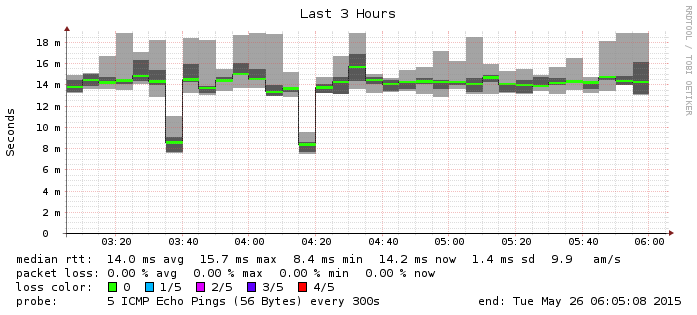 Last 3 Hours
RRDTOOL / TOBI OETIKER
Seconds
18 m
16 m
14 m
12 m
10 m
8 m
6 m
4 m
2 m
0
03:20 03:40 04:00 04:20 04:40 05:00 05:20 05:40 06:00
median rtt: 14.0 ms avg 15.7 ms max 8.4 ms min 14.2 ms now 1.4 ms sd 9.9 am/s
packet loss: 0.00 % avg 0.00 % max 0.00 % min 0.00 % now
loss color: 0 1/5 2/5 3/5 4/5
probe: 5 ICMP Echo Pings (56 Bytes) every 300s end: Tue May 26 06:05:08 2015